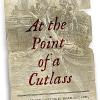 At the
Point
of a
Cutlass